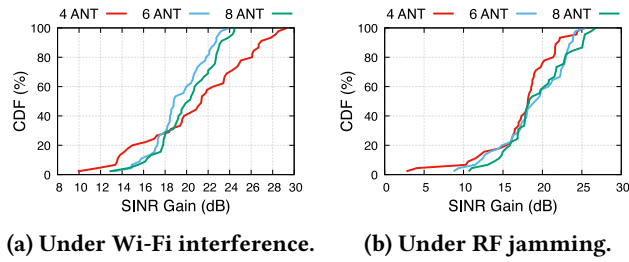 4 ANT 6 ANT 8 ANT
CDF (%)
100
80
60
40
20
0
8 10 12 14 16 18 20 22 24 26 28 30
SINR Gain (dB)
(a) Under Wi-Fi interference.
4 ANT 6 ANT 8 ANT
CDF (%)
100
80
60
40
20
0
0 5 10 15 20 25 30
SINR Gain (dB)
(b) Under RF jamming.